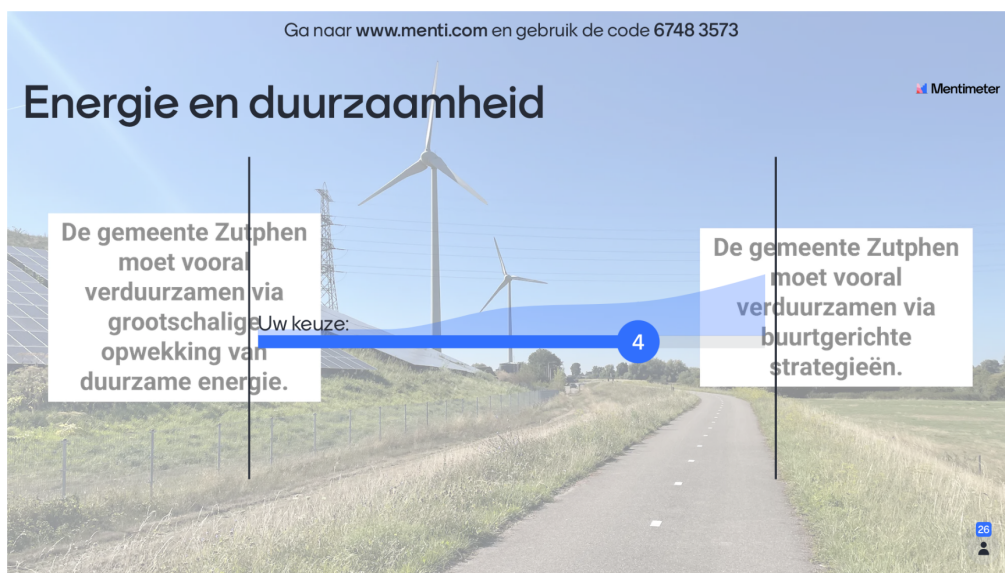 Ga naar www.menti.com en gebruik de code 6748 3573
Energie en duurzaamheid
Mentimeter
De gemeente Zutphen
moet vooral
verduurzamen via
grootschalige
opwekking van
duurzame energie.
Uw keuze:
4
De gemeente Zutphen
moet vooral
verduurzamen via
buurtgerichte
strategieën.
26